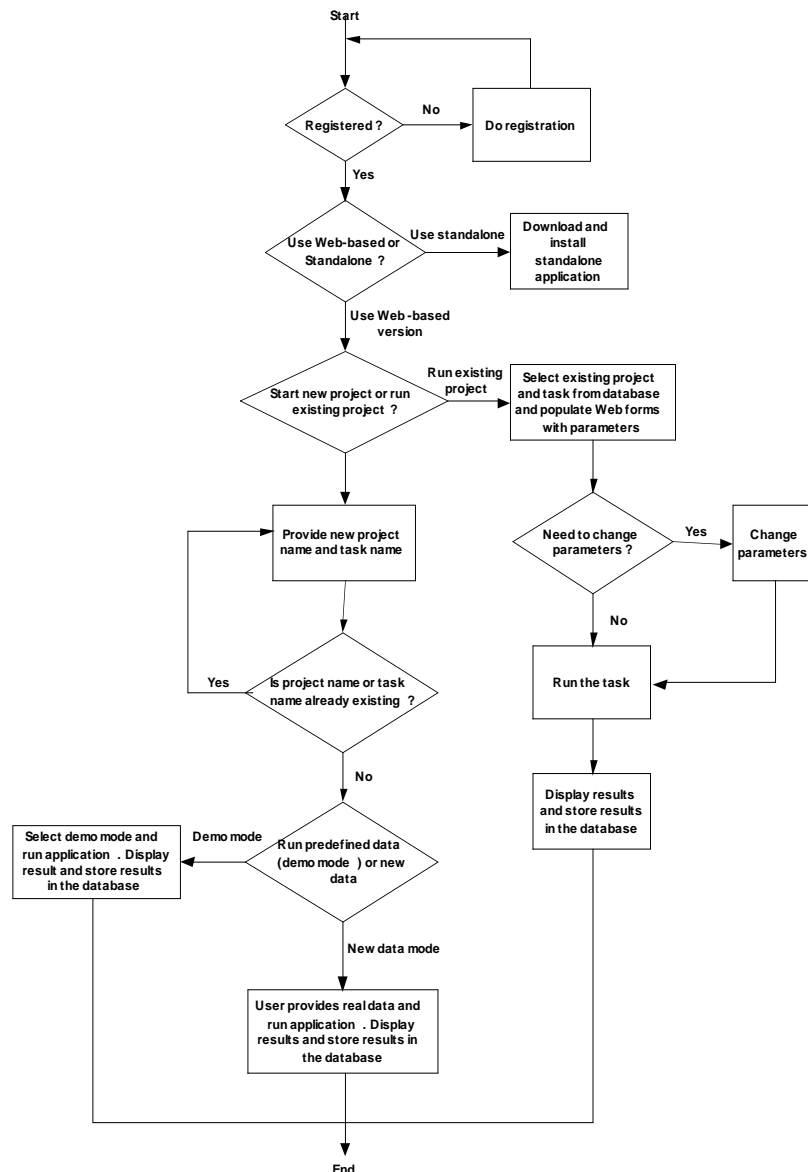 Start
Registered ?
No
Do registration
Yes
Use Web-based or
Standalone ?
Use standalone
Download and
install
standalone
application
Use Web -based
version
Start new project or run
existing project ?
Run existing
project
Select existing project
and task from database
and populate Web forms
with parameters
Provide new project
name and task name
Need to change
parameters ?
Yes
Change
parameters
No
Yes
Is project name or task
name already existing ?
Run the task
No
Display results
and store results
in the database
Select demo mode and
run application . Display
result and store results
in the database
Demo mode
Run predefined data
(demo mode ) or new
data
New data mode
User provides real data and
run application . Display
results and store results in
the database
End